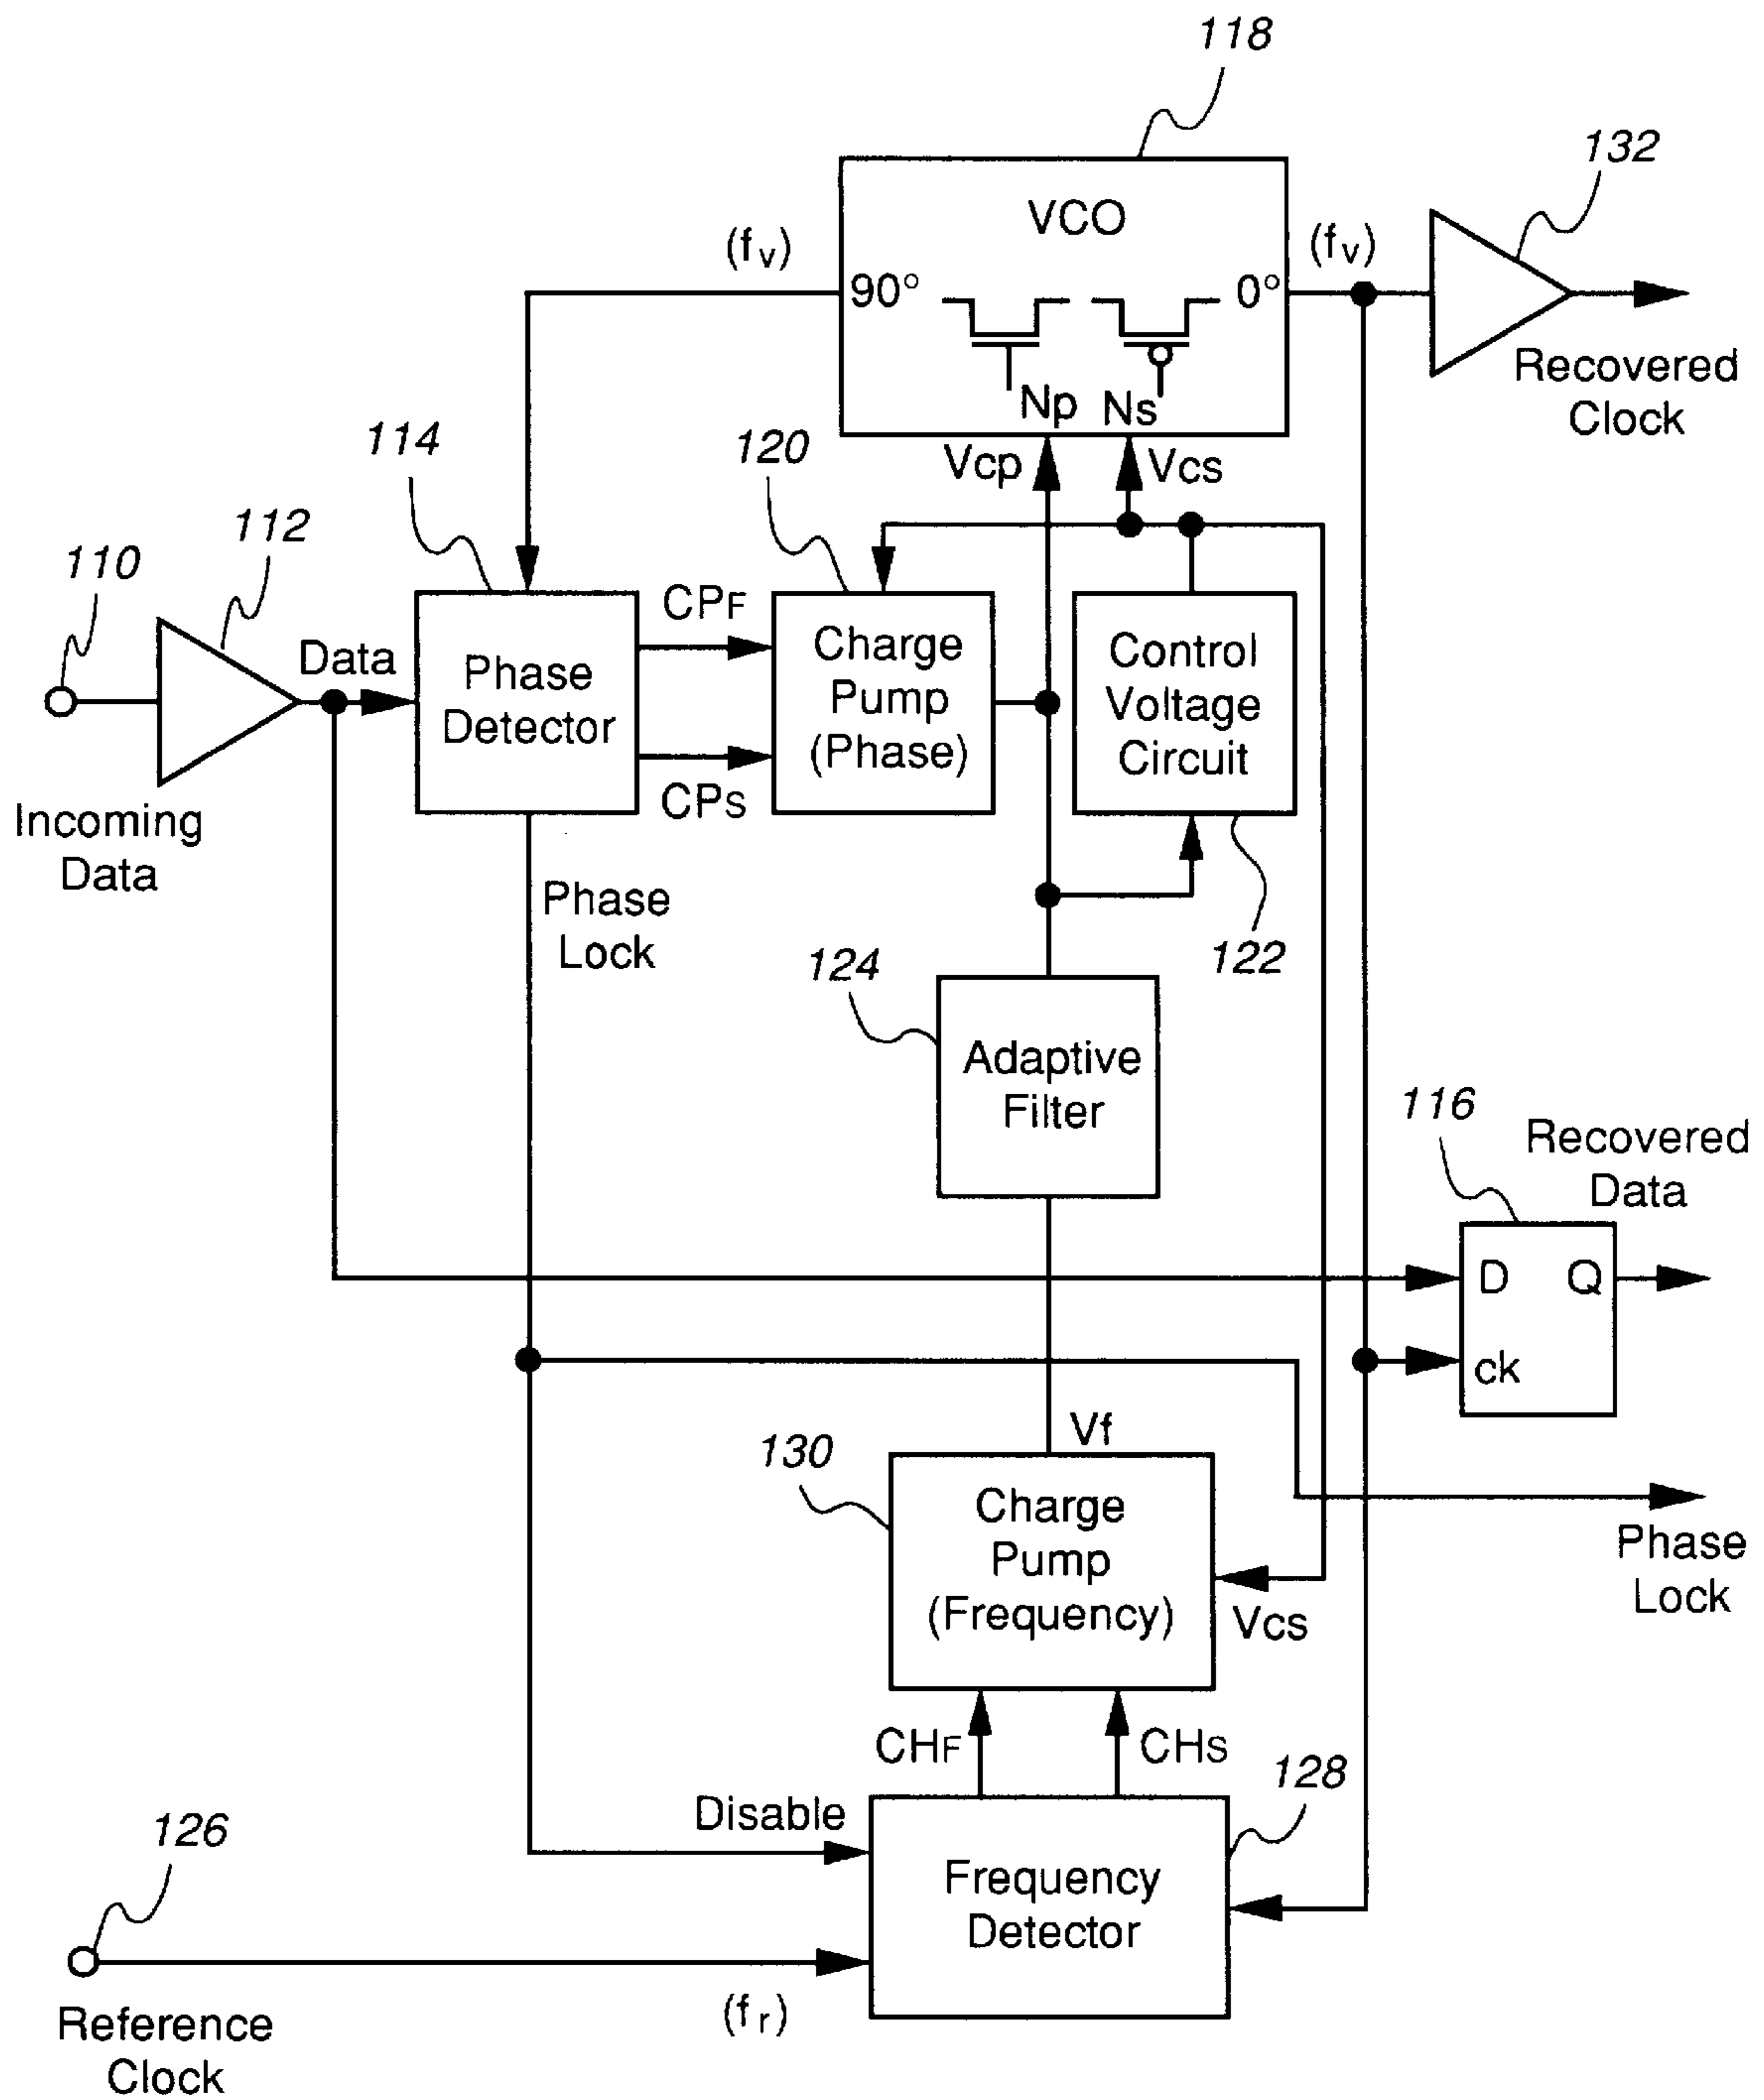 118
132
VCO
(fv)
(fv)
90°
0°
Recovered
Clock
Np
Ns
114
120
Vcp
Vcs
112
110
CPF
Data
Charge
Pump
(Phase)
Control
Voltage
Circuit
Phase
Detector
CPS
Incoming
Data
Phase
Lock
122
124
Adaptive
Filter
116
Recovered
Data
D
Q
ck
Vf
130
Charge
Pump
(Frequency)
Phase
Lock
Vcs
CHF
CHS
128
Disable
126
Frequency
Detector
(fr)
Reference
Clock